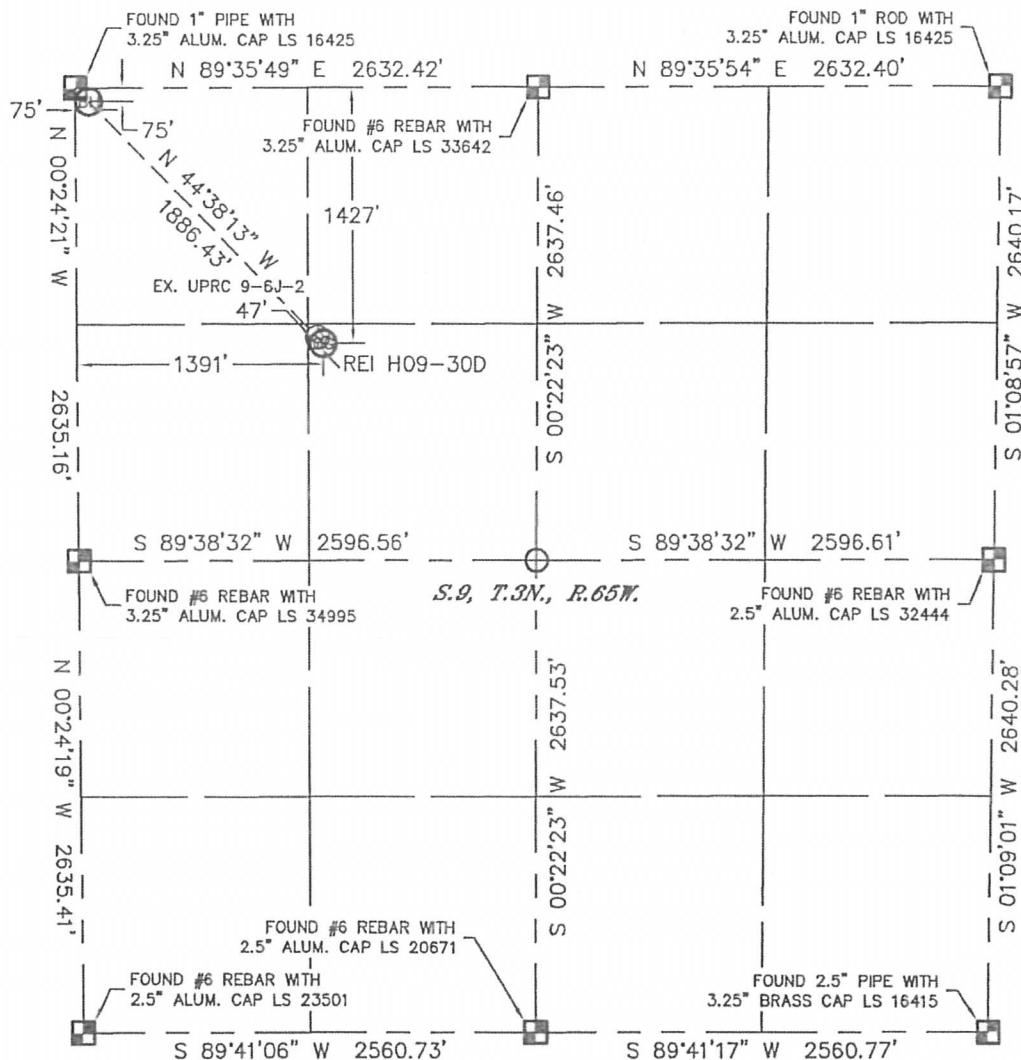 FOUND 1" PIPE WITH
3.25" ALUM. CAP LS 16425
FOUND 1" ROD WITH
3.25" ALUM. CAP LS 16425
N 89°35'49" E 2632.42'
N 89°35'54" E 2632.40'
75'
75'
FOUND #6 REBAR WITH
3.25" ALUM. CAP LS 33642
N 00°24'21" W 2635.16'
N 44°38'13" W
1886.43'
1427'
S 00°22'23" W 2637.46'
S 01°08'57" W 2640.17'
EX. UPRC 9-6J-2
47'
1391'
REI H09-30D
S 89°38'32" W 2596.56'
S 89°38'32" W 2596.61'
S.9, T.3N., R.65W.
FOUND #6 REBAR WITH
3.25" ALUM. CAP LS 34995
FOUND #6 REBAR WITH
2.5" ALUM. CAP LS 32444
N 00°24'19" W 2635.41'
S 00°22'23" W 2637.53'
S 01°09'01" W 2640.28'
FOUND #6 REBAR WITH
2.5" ALUM. CAP LS 20671
FOUND #6 REBAR WITH
2.5" ALUM. CAP LS 23501
FOUND 2.5" PIPE WITH
3.25" BRASS CAP LS 16415
S 89°41'06" W 2560.73'
S 89°41'17" W 2560.77'